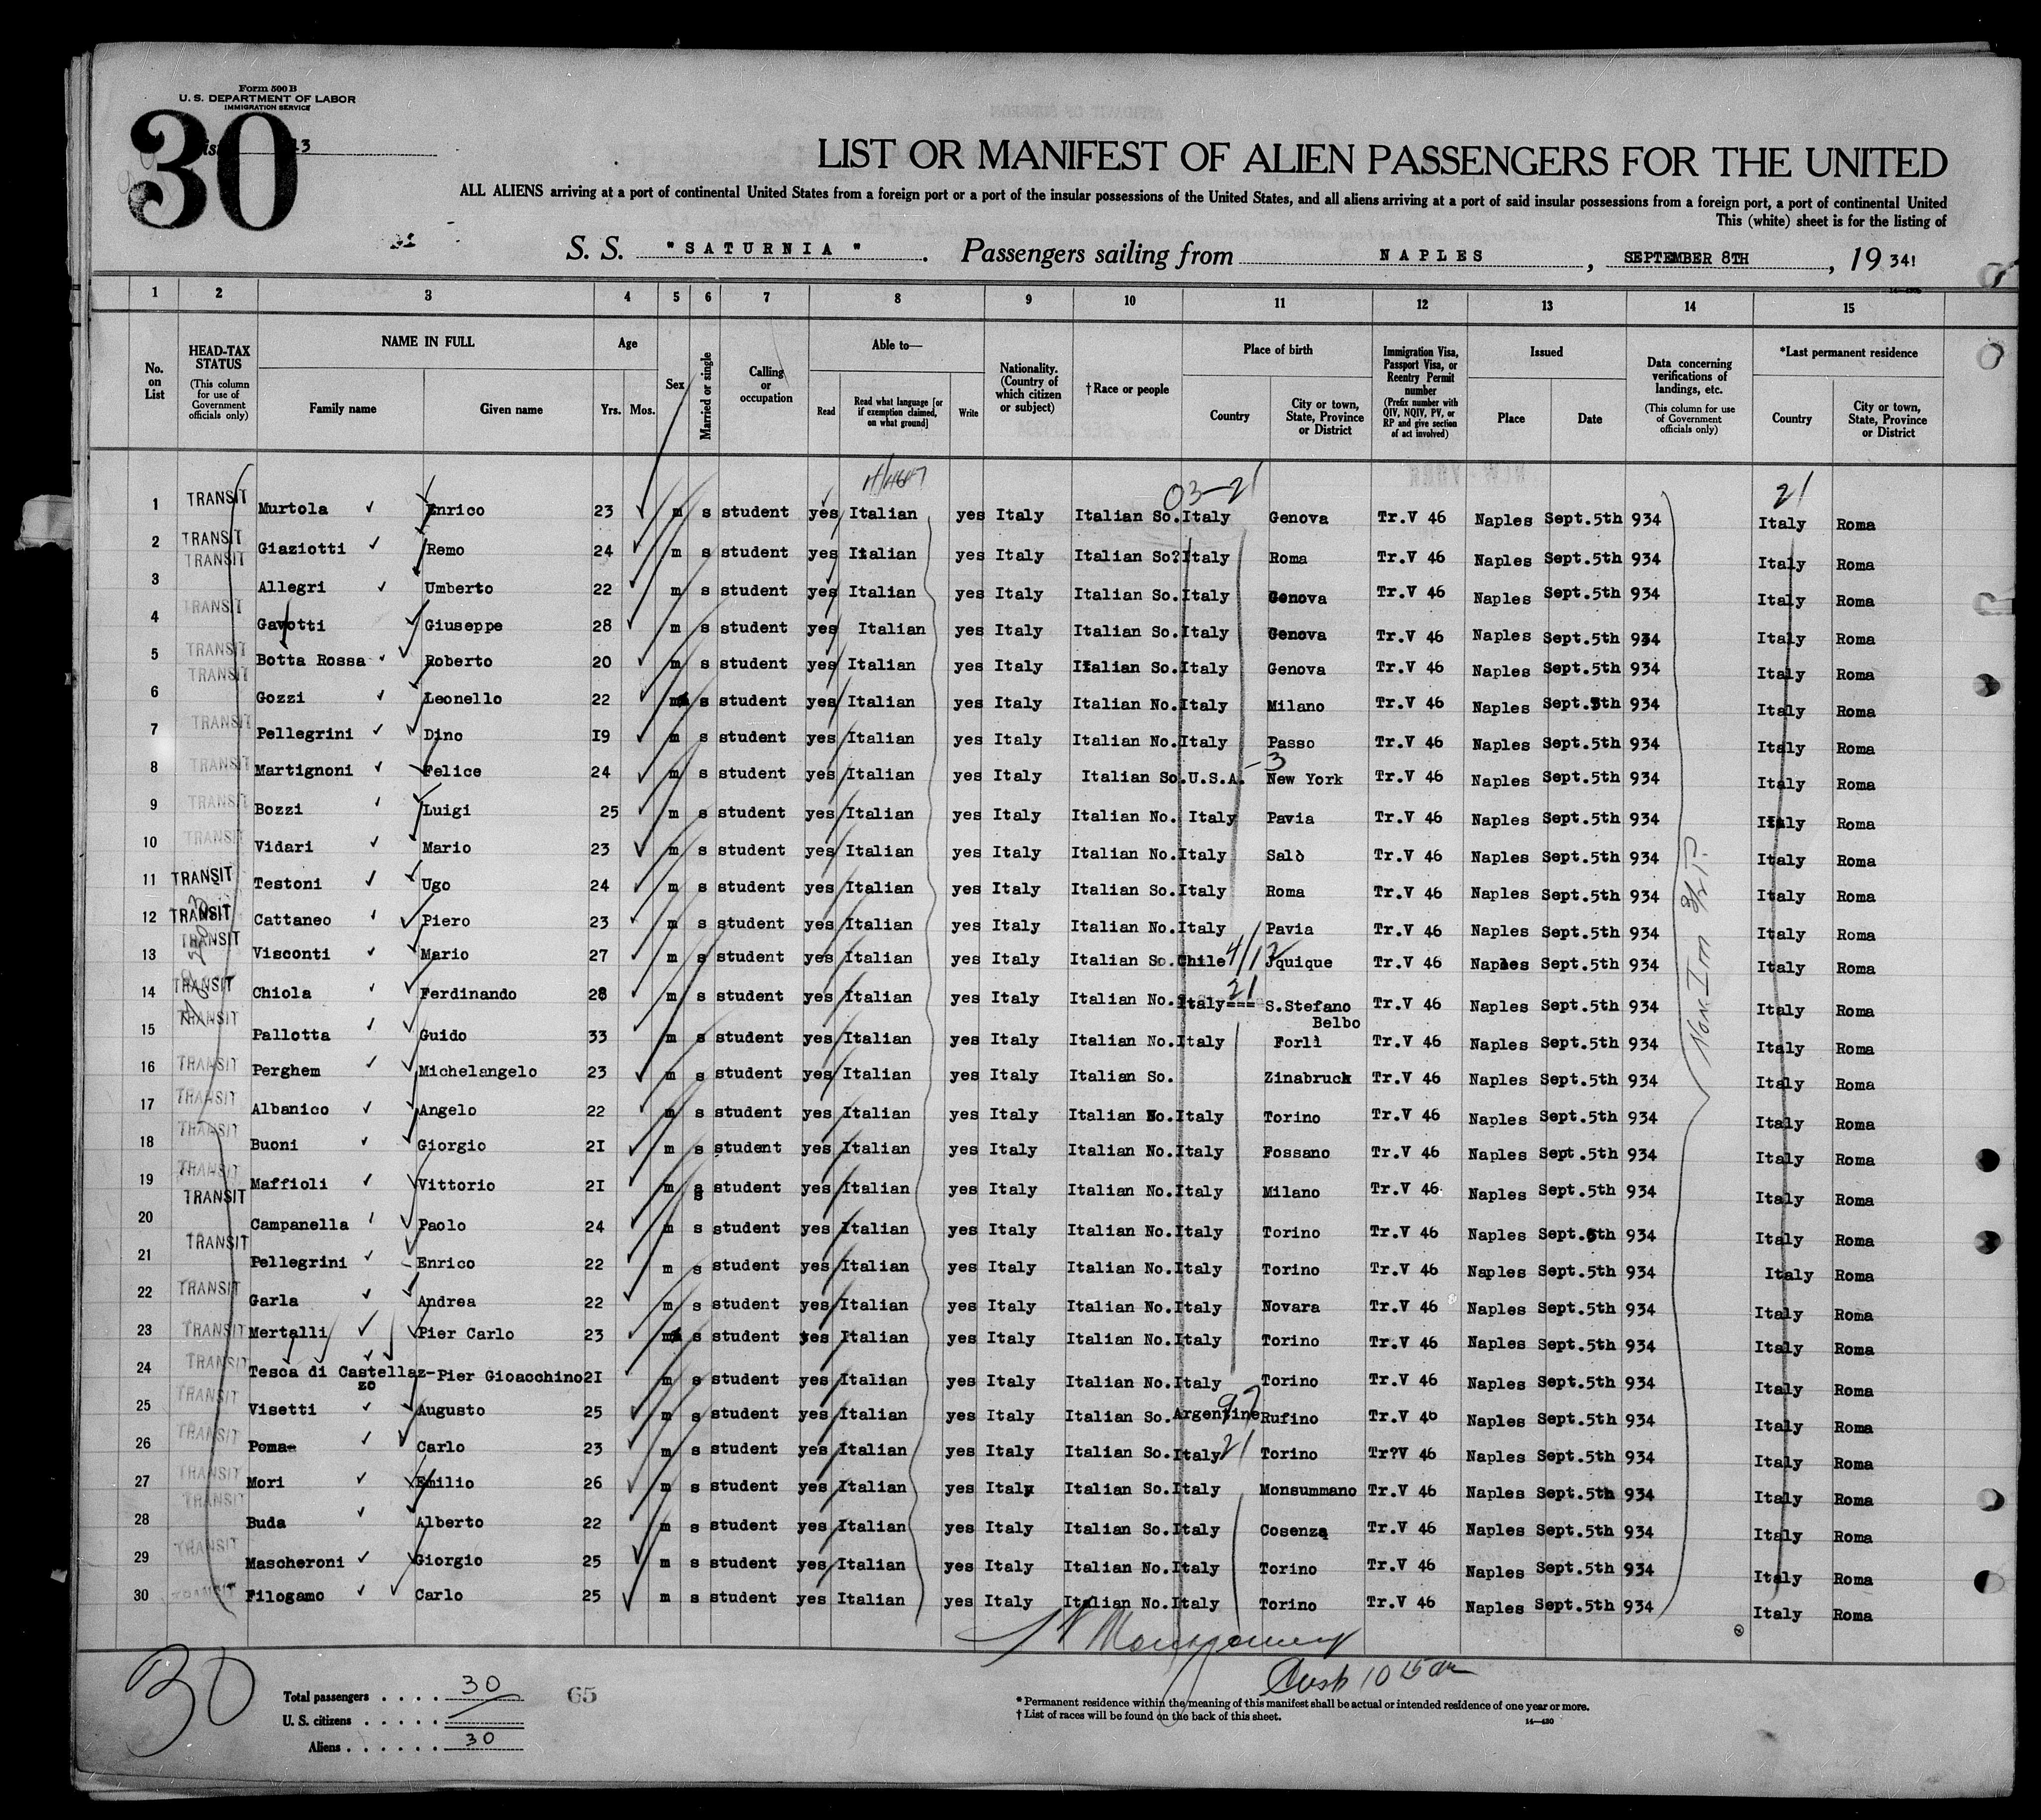 Form 500 B
U. S. DEPARTMENT OF LABOR
IMMIGRATION SERVICE
30
3
LIST OR MANIFEST OF ALIEN PASSENGERS FOR THE UNITED
ALL ALIENS arriving at a port of continental United States from a foreign port or a port of the insular possessions of the United States, and all aliens arriving at a port of said insular possessions from a foreign port, a port of continental United
This (white) sheet is for the listing of
S. S. "SATURNIA". Passengers sailing from NAPLES, SEPTEMBER 8TH, 19 34!
1 2 3 4 5 6 7 8 9 10 11 12 13 14 15
No. on List
HEAD-TAX STATUS (This column for use of Government officials only)
NAME IN FULL Family name Given name
Age Yrs. Mos.
Sex
Married or single
Calling or occupation
Able to— Read Read what language [or if exemption claimed, on what ground] Write
Nationality. (Country of which citizen or subject)
†Race or people
Place of birth Country City or town, State, Province or District
Immigration Visa, Passport Visa, or Reentry Permit number (Prefix number with QIV, NQIV, PV, or RP and give section of act involved)
Issued Place Date
Data concerning verifications of landings, etc. (This column for use of Government officials only)
*Last permanent residence Country City or town, State, Province or District
03-21 21
1 TRANSIT Murtola Enrico 23 m s student yes Italian yes Italy Italian So. Italy Genova Tr.V 46 Naples Sept.5th 934 Italy Roma
2 TRANSIT Giaziotti Remo 24 m s student yes Italian yes Italy Italian So? Italy Roma Tr.V 46 Naples Sept.5th 934 Italy Roma
3 TRANSIT Allegri Umberto 22 m s student yes Italian yes Italy Italian So. Italy Genova Tr.V 46 Naples Sept.5th 934 Italy Roma
4 TRANSIT Gavotti Giuseppe 28 m s student yes Italian yes Italy Italian So. Italy Genova Tr.V 46 Naples Sept.5th 934 Italy Roma
5 TRANSIT Botta Rossa Roberto 20 m s student yes Italian yes Italy Italian So. Italy Genova Tr.V 46 Naples Sept.5th 934 Italy Roma
6 TRANSIT Gozzi Leonello 22 m s student yes Italian yes Italy Italian No. Italy Milano Tr.V 46 Naples Sept.5th 934 Italy Roma
7 TRANSIT Pellegrini Dino I9 m s student yes Italian yes Italy Italian No. Italy Passo Tr.V 46 Naples Sept.5th 934 Italy Roma
8 TRANSIT Martignoni Felice 24 m s student yes Italian yes Italy Italian So. U.S.A. -3 New York Tr.V 46 Naples Sept.5th 934 Italy Roma
9 TRANSIT Bozzi Luigi 25 m s student yes Italian yes Italy Italian No. Italy Pavia Tr.V 46 Naples Sept.5th 934 Italy Roma
10 TRANSIT Vidari Mario 23 m s student yes Italian yes Italy Italian No. Italy Salò Tr.V 46 Naples Sept.5th 934 Italy Roma
11 TRANSIT Testoni Ugo 24 m s student yes Italian yes Italy Italian So. Italy Roma Tr.V 46 Naples Sept.5th 934 Italy Roma
12 TRANSIT Cattaneo Piero 23 m s student yes Italian yes Italy Italian No. Italy Pavia Tr.V 46 Naples Sept.5th 934 Italy Roma
13 TRANSIT Visconti Mario 27 m s student yes Italian yes Italy Italian So. Chile Jquique Tr.V 46 Naples Sept.5th 934 Italy Roma
14 TRANSIT Chiola Ferdinando 28 m s student yes Italian yes Italy Italian No. Italy=== 21 S.Stefano Belbo Tr.V 46 Naples Sept.5th 934 Italy Roma
15 TRANSIT Pallotta Guido 33 m s student yes Italian yes Italy Italian No. Italy Forlì Tr.V 46 Naples Sept.5th 934 Italy Roma
16 TRANSIT Perghem Michelangelo 23 m s student yes Italian yes Italy Italian So. Zinabruck Tr.V 46 Naples Sept.5th 934 Italy Roma
17 TRANSIT Albanico Angelo 22 m s student yes Italian yes Italy Italian No. Italy Torino Tr.V 46 Naples Sept.5th 934 Italy Roma
18 TRANSIT Buoni Giorgio 2I m s student yes Italian yes Italy Italian No. Italy Fossano Tr.V 46 Naples Sept.5th 934 Italy Roma
19 TRANSIT Maffioli Vittorio 2I m s student yes Italian yes Italy Italian No. Italy Milano Tr.V 46 Naples Sept.5th 934 Italy Roma
20 TRANSIT Campanella Paolo 24 m s student yes Italian yes Italy Italian No. Italy Torino Tr.V 46 Naples Sept.5th 934 Italy Roma
21 TRANSIT Pellegrini Enrico 22 m s student yes Italian yes Italy Italian No. Italy Torino Tr.V 46 Naples Sept.5th 934 Italy Roma
22 TRANSIT Garla Andrea 22 m s student yes Italian yes Italy Italian No. Italy Novara Tr.V 46 Naples Sept.5th 934 Italy Roma
23 TRANSIT Mertalli Pier Carlo 23 m s student yes Italian yes Italy Italian No. Italy Torino Tr.V 46 Naples Sept.5th 934 Italy Roma
24 TRANSIT Tesca di Castellaz-zo Pier Gioacchino 2I m s student yes Italian yes Italy Italian No. Italy Torino Tr.V 46 Naples Sept.5th 934 Italy Roma
25 TRANSIT Visetti Augusto 25 m s student yes Italian yes Italy Italian So. Argentine Rufino Tr.V 46 Naples Sept.5th 934 Italy Roma
26 TRANSIT Poma- Carlo 23 m s student yes Italian yes Italy Italian So. Italy 21 Torino Tr?V 46 Naples Sept.5th 934 Italy Roma
27 TRANSIT Mori Emilio 26 m s student yes Italian yes Italy Italian So. Italy Monsummano Tr.V 46 Naples Sept.5th 934 Italy Roma
28 TRANSIT Buda Alberto 22 m s student yes Italian yes Italy Italian So. Italy Cosenza Tr.V 46 Naples Sept.5th 934 Italy Roma
29 TRANSIT Mascheroni Giorgio 25 m s student yes Italian yes Italy Italian No. Italy Torino Tr.V 46 Naples Sept.5th 934 Italy Roma
30 TRANSIT Filogamo Carlo 25 m s student yes Italian yes Italy Italian No. Italy Torino Tr.V 46 Naples Sept.5th 934 Italy Roma
Montgomery
30
Total passengers . . . . 30
65
U. S. citizens . . . . .
Aliens . . . . . . 30
* Permanent residence within the meaning of this manifest shall be actual or intended residence of one year or more.
† List of races will be found on the back of this sheet.
14—430